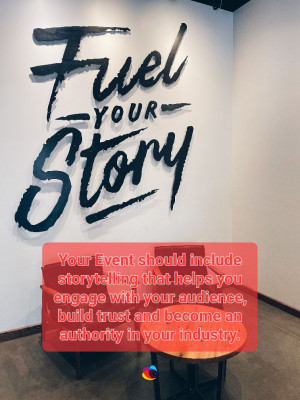 Fuel
YOUR
Story
Your Event should include
storytelling that helps you
engage with your audience,
build trust and become an
authority in your industry.